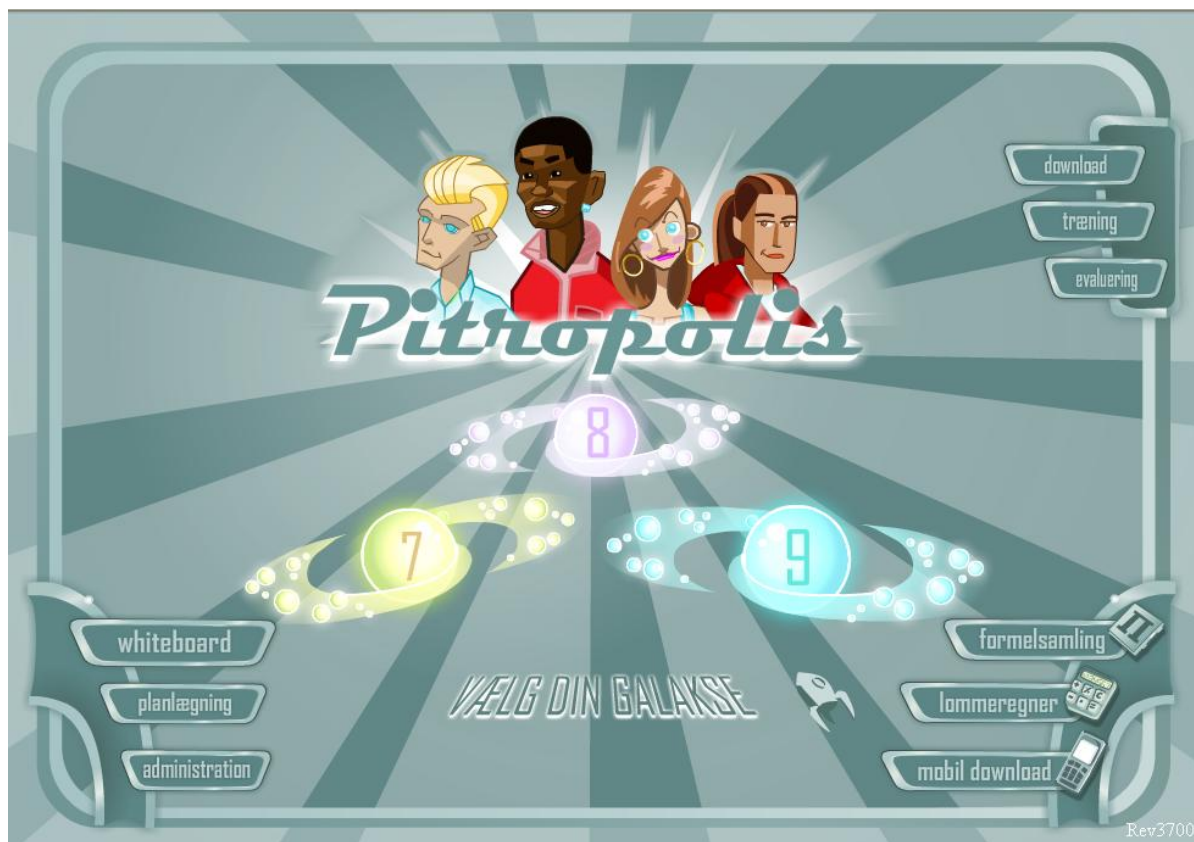 download
træning
evaluering
Pitropolis
8
7
9
whiteboard
planlægning
administration
VÆLG DIN GALAKSE
formelsamling
lommeregner
mobil download
Rev3700